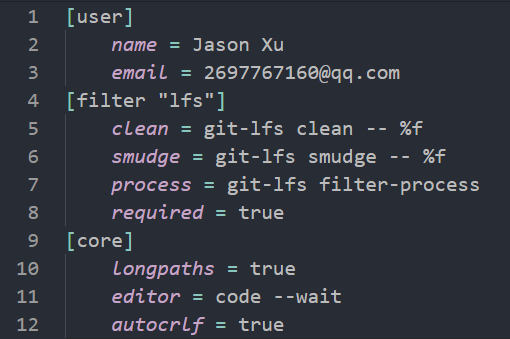 1 [user]
2 name = Jason Xu
3 email = 2697767160@qq.com
4 [filter "lfs"]
5 clean = git-lfs clean -- %f
6 smudge = git-lfs smudge -- %f
7 process = git-lfs filter-process
8 required = true
9 [core]
10 longpaths = true
11 editor = code --wait
12 autocrlf = true